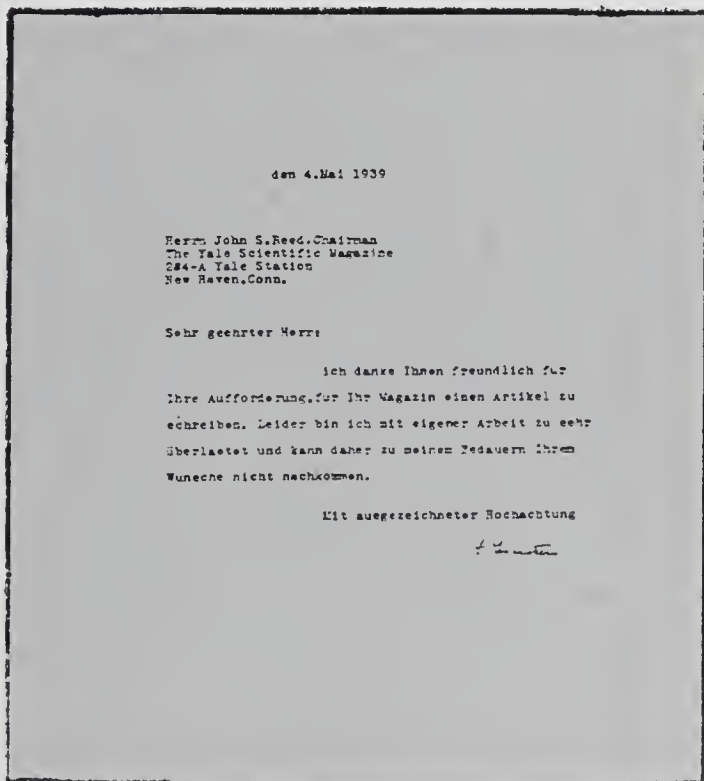 den 4.Mai 1939
Herrn John S.Reed,Chairman
The Yale Scientific Magazine
244-A Yale Station
New Haven,Conn.
Sehr geehrter Herr:
ich danke Ihnen freundlich für
Ihre Aufforderung,für Ihr Magazin einen Artikel zu
schreiben. Leider bin ich mit eigener Arbeit zu sehr
überlastet und kann daher zu meinem Bedauern Ihrem
Wunsche nicht nachkommen.
Mit ausgezeichneter Hochachtung